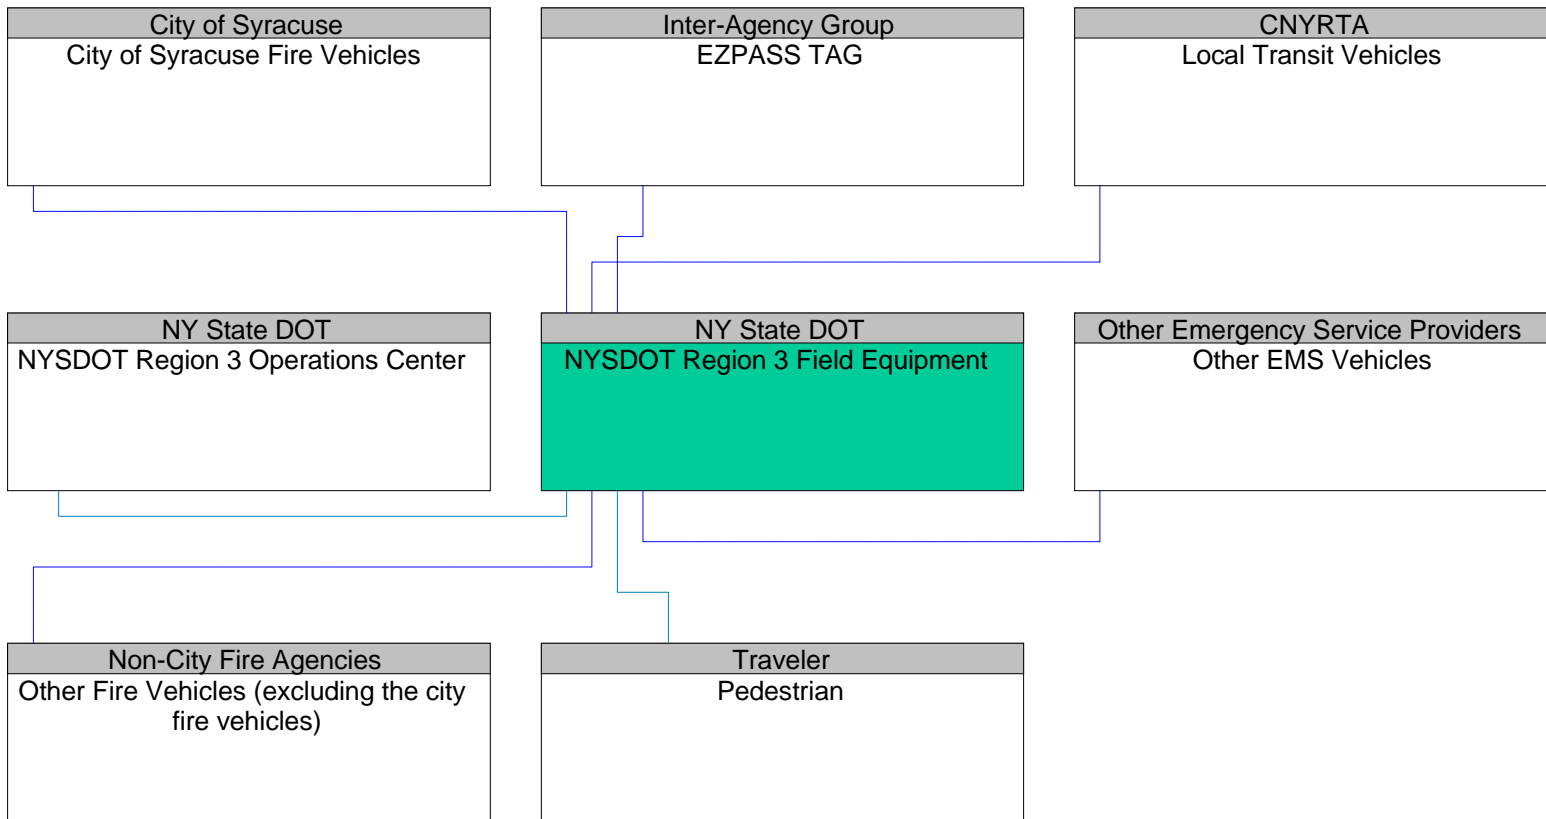 City of Syracuse
City of Syracuse Fire Vehicles
Inter-Agency Group
EZPASS TAG
CNYRTA
Local Transit Vehicles
NY State DOT
NYSDOT Region 3 Operations Center
NY State DOT
NYSDOT Region 3 Field Equipment
Other Emergency Service Providers
Other EMS Vehicles
Non-City Fire Agencies
Other Fire Vehicles (excluding the city
fire vehicles)
Traveler
Pedestrian